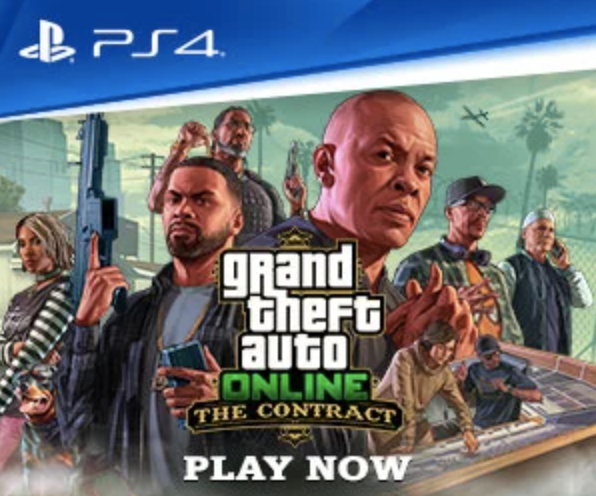 PS4
grand
theft
auto
ONLINE
THE CONTRACT
PLAY NOW